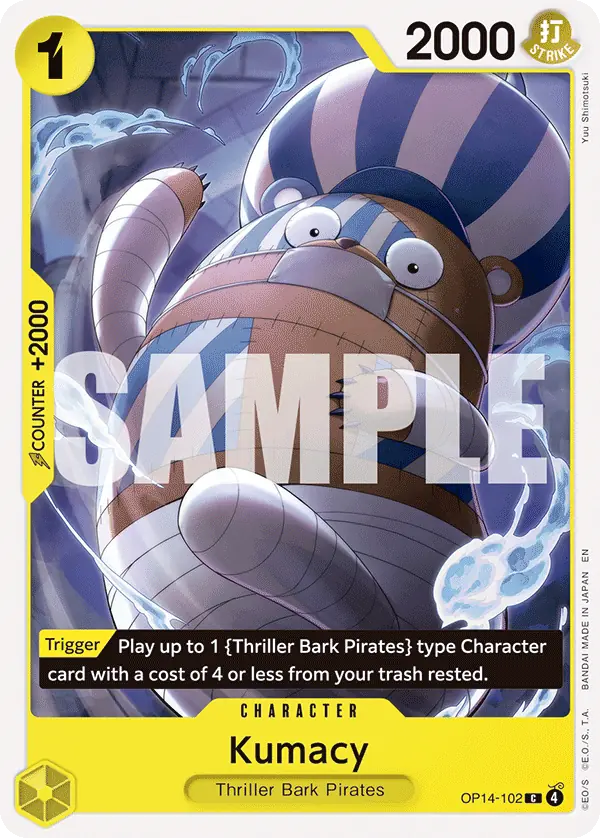 1
2000
打
STRIKE
Yuu Shimotsuki
COUNTER +2000
SAMPLE
BANDAI MADE IN JAPAN EN
©E.O./S., T.A.
©EO/S
Trigger Play up to 1 {Thriller Bark Pirates} type Character
card with a cost of 4 or less from your trash rested.
CHARACTER
Kumacy
Thriller Bark Pirates
OP14-102 C 4